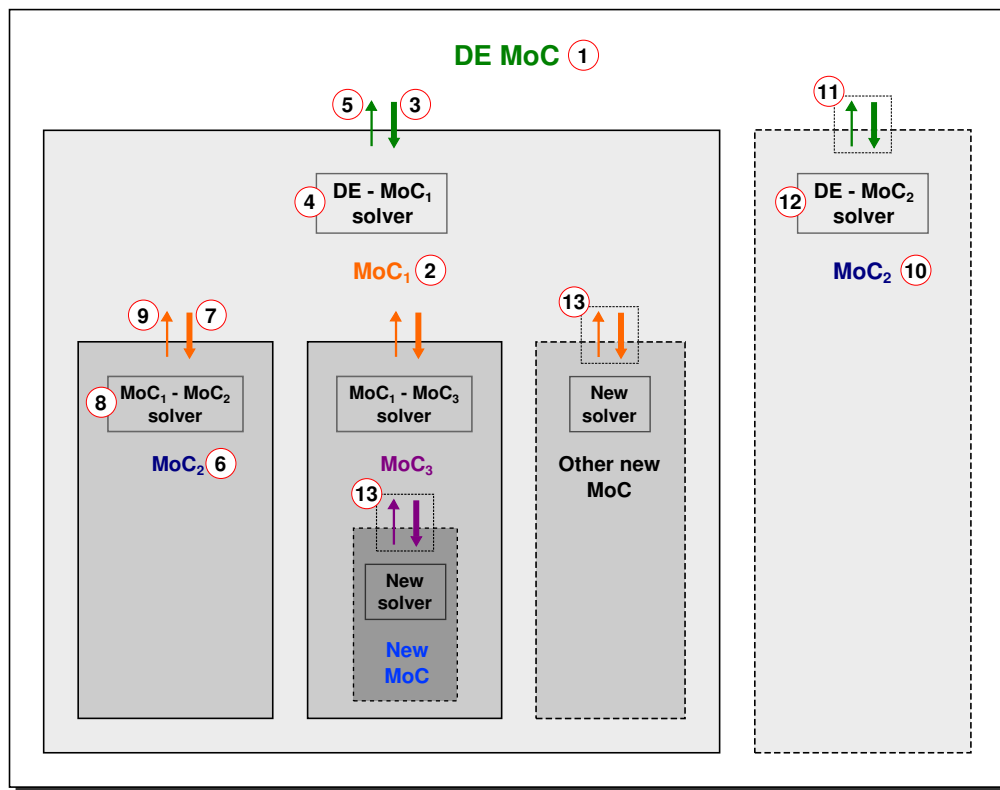 DE MoC 1
5 3 11
4 DE - MoC₁
solver
12 DE - MoC₂
solver
MoC₁ 2
MoC₂ 10
9 7
13
8 MoC₁ - MoC₂
solver
MoC₁ - MoC₃
solver
New
solver
MoC₂ 6
MoC₃
Other new
MoC
13
New
solver
New
MoC